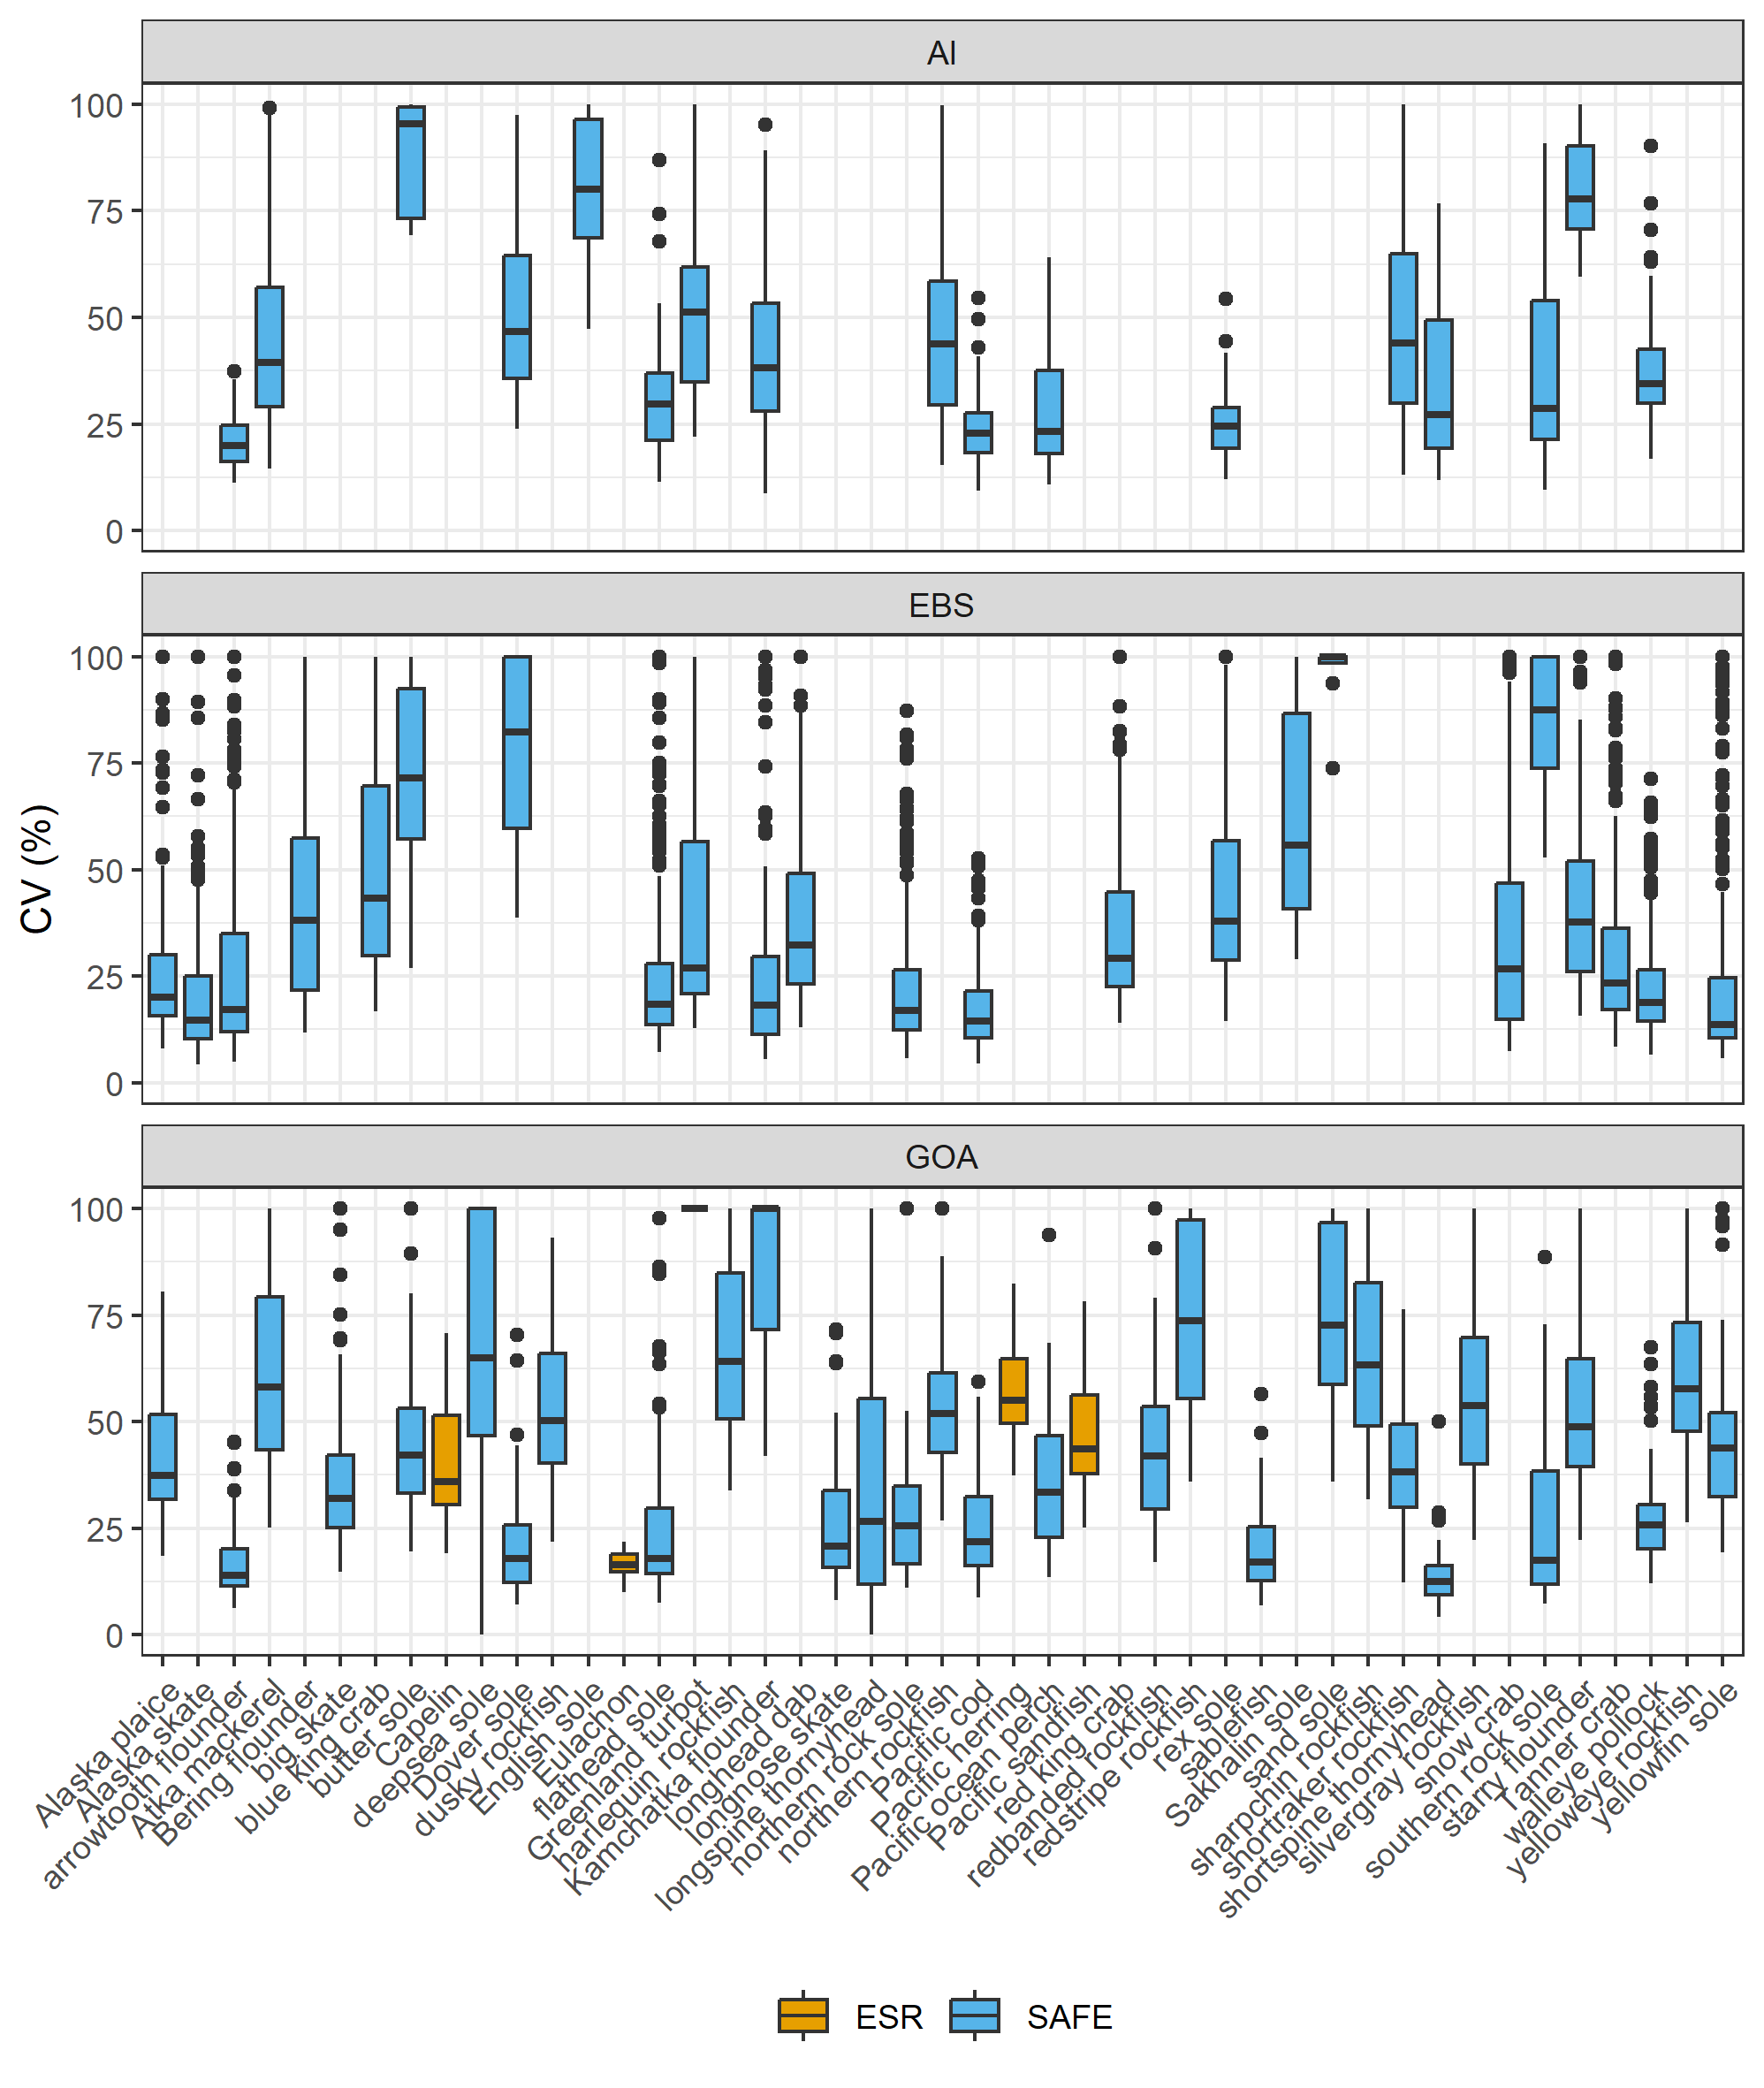 AI
100
75
50
25
0
EBS
100
75
50
25
0
CV (%)
GOA
100
75
50
25
0
Alaska plaice
Alaska skate
arrowtooth flounder
Atka mackerel
Bering flounder
big skate
blue king crab
butter sole
Capelin
deepsea sole
Dover sole
dusky rockfish
English sole
Eulachon
flathead sole
Greenland turbot
harlequin rockfish
Kamchatka flounder
longhead dab
longnose skate
longspine thornyhead
northern rock sole
northern rockfish
Pacific cod
Pacific herring
Pacific ocean perch
Pacific sandfish
red king crab
redbanded rockfish
redstripe rockfish
rex sole
sablefish
Sakhalin sole
sand sole
sharpchin rockfish
shortraker rockfish
shortspine thornyhead
silvergray rockfish
snow crab
southern rock sole
starry flounder
Tanner crab
walleye pollock
yelloweye rockfish
yellowfin sole
ESR
SAFE